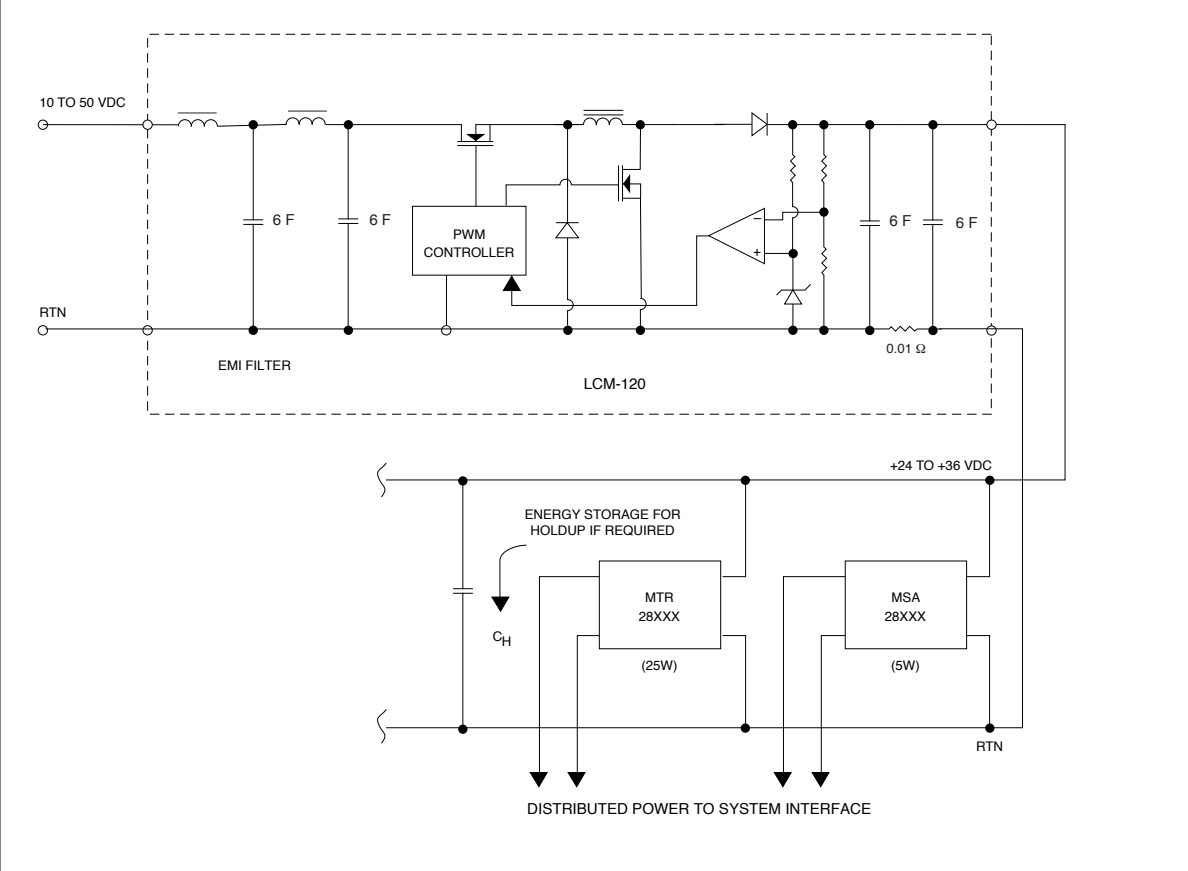 10 TO 50 VDC
6 F
6 F
PWM
CONTROLLER
−
+
6 F
6 F
RTN
0.01 Ω
EMI FILTER
LCM-120
+24 TO +36 VDC
ENERGY STORAGE FOR
HOLDUP IF REQUIRED
CH
MTR
28XXX
(25W)
MSA
28XXX
(5W)
RTN
DISTRIBUTED POWER TO SYSTEM INTERFACE